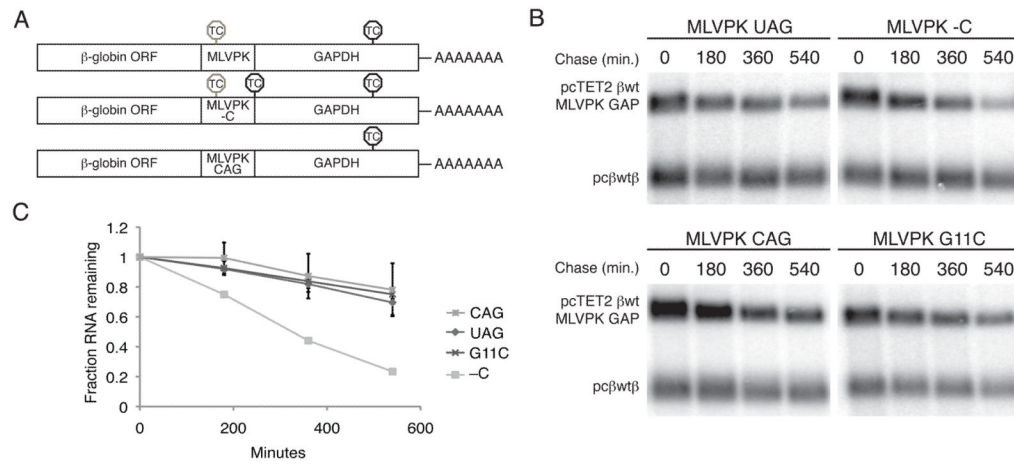 A
TC TC
β-globin ORF MLVPK GAPDH AAAAAAA
TC TC TC
β-globin ORF MLVPK -C GAPDH AAAAAAA
TC
β-globin ORF MLVPK CAG GAPDH AAAAAAA
B
MLVPK UAG MLVPK -C
Chase (min.) 0 180 360 540 0 180 360 540
pcTET2 βwt
MLVPK GAP
pcβwtβ
MLVPK CAG MLVPK G11C
Chase (min.) 0 180 360 540 0 180 360 540
pcTET2 βwt
MLVPK GAP
pcβwtβ
C
Fraction RNA remaining
1.2
1
0.8
0.6
0.4
0.2
0
0 200 400 600
Minutes
CAG
UAG
G11C
–C